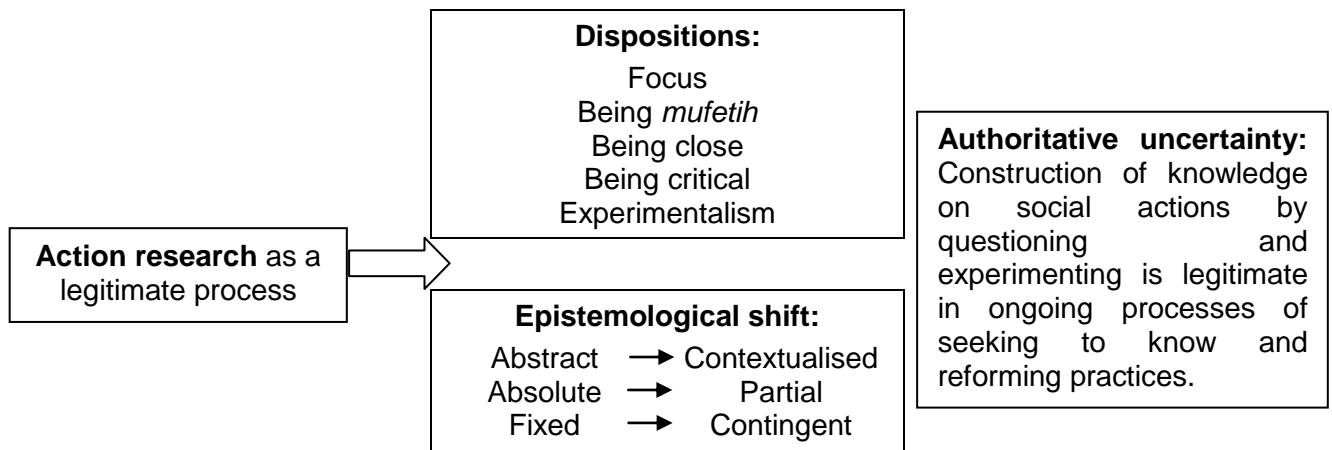 Action research as a
legitimate process
Dispositions:
Focus
Being mufetih
Being close
Being critical
Experimentalism
Epistemological shift:
Abstract → Contextualised
Absolute → Partial
Fixed → Contingent
Authoritative uncertainty:
Construction of knowledge
on social actions by
questioning and
experimenting is legitimate
in ongoing processes of
seeking to know and
reforming practices.